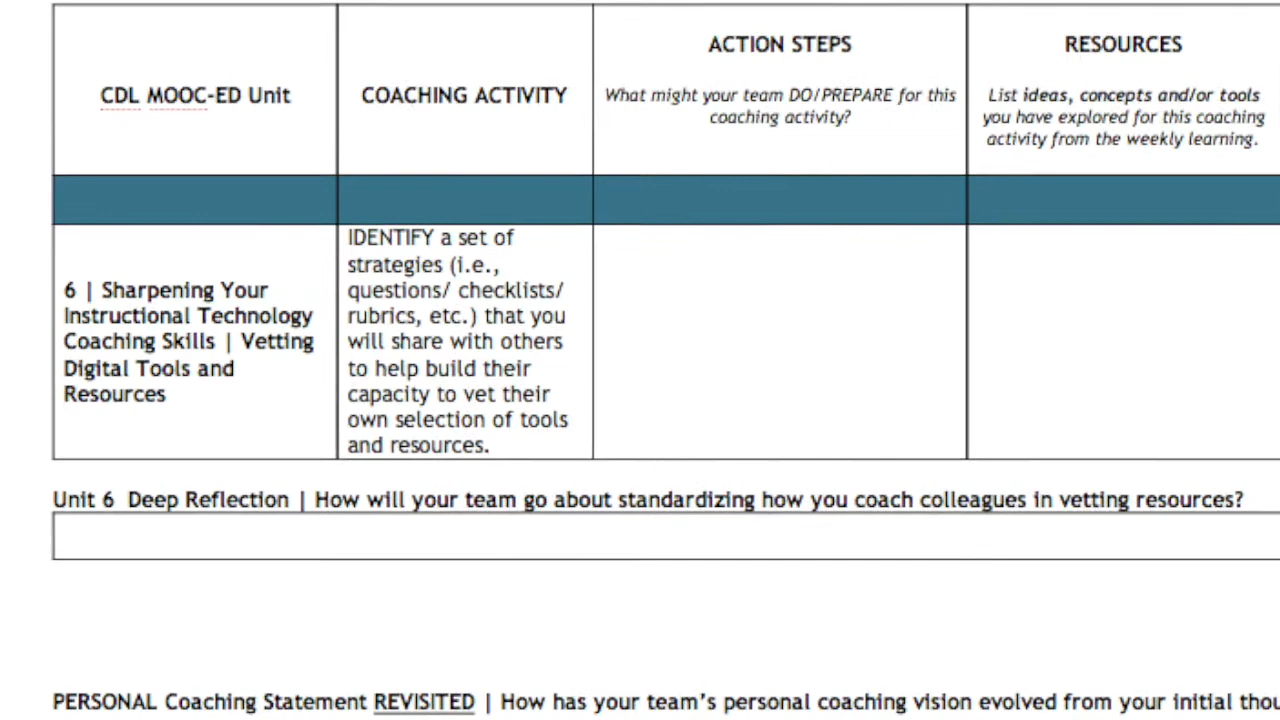 CDL MOOC-ED Unit
COACHING ACTIVITY
ACTION STEPS
What might your team DO/PREPARE for this
coaching activity?
RESOURCES
List ideas, concepts and/or tools
you have explored for this coaching
activity from the weekly learning.
6 | Sharpening Your
Instructional Technology
Coaching Skills | Vetting
Digital Tools and
Resources
IDENTIFY a set of
strategies (i.e.,
questions/ checklists/
rubrics, etc.) that you
will share with others
to help build their
capacity to vet their
own selection of tools
and resources.
Unit 6  Deep Reflection | How will your team go about standardizing how you coach colleagues in vetting resources?
PERSONAL Coaching Statement REVISITED | How has your team's personal coaching vision evolved from your initial